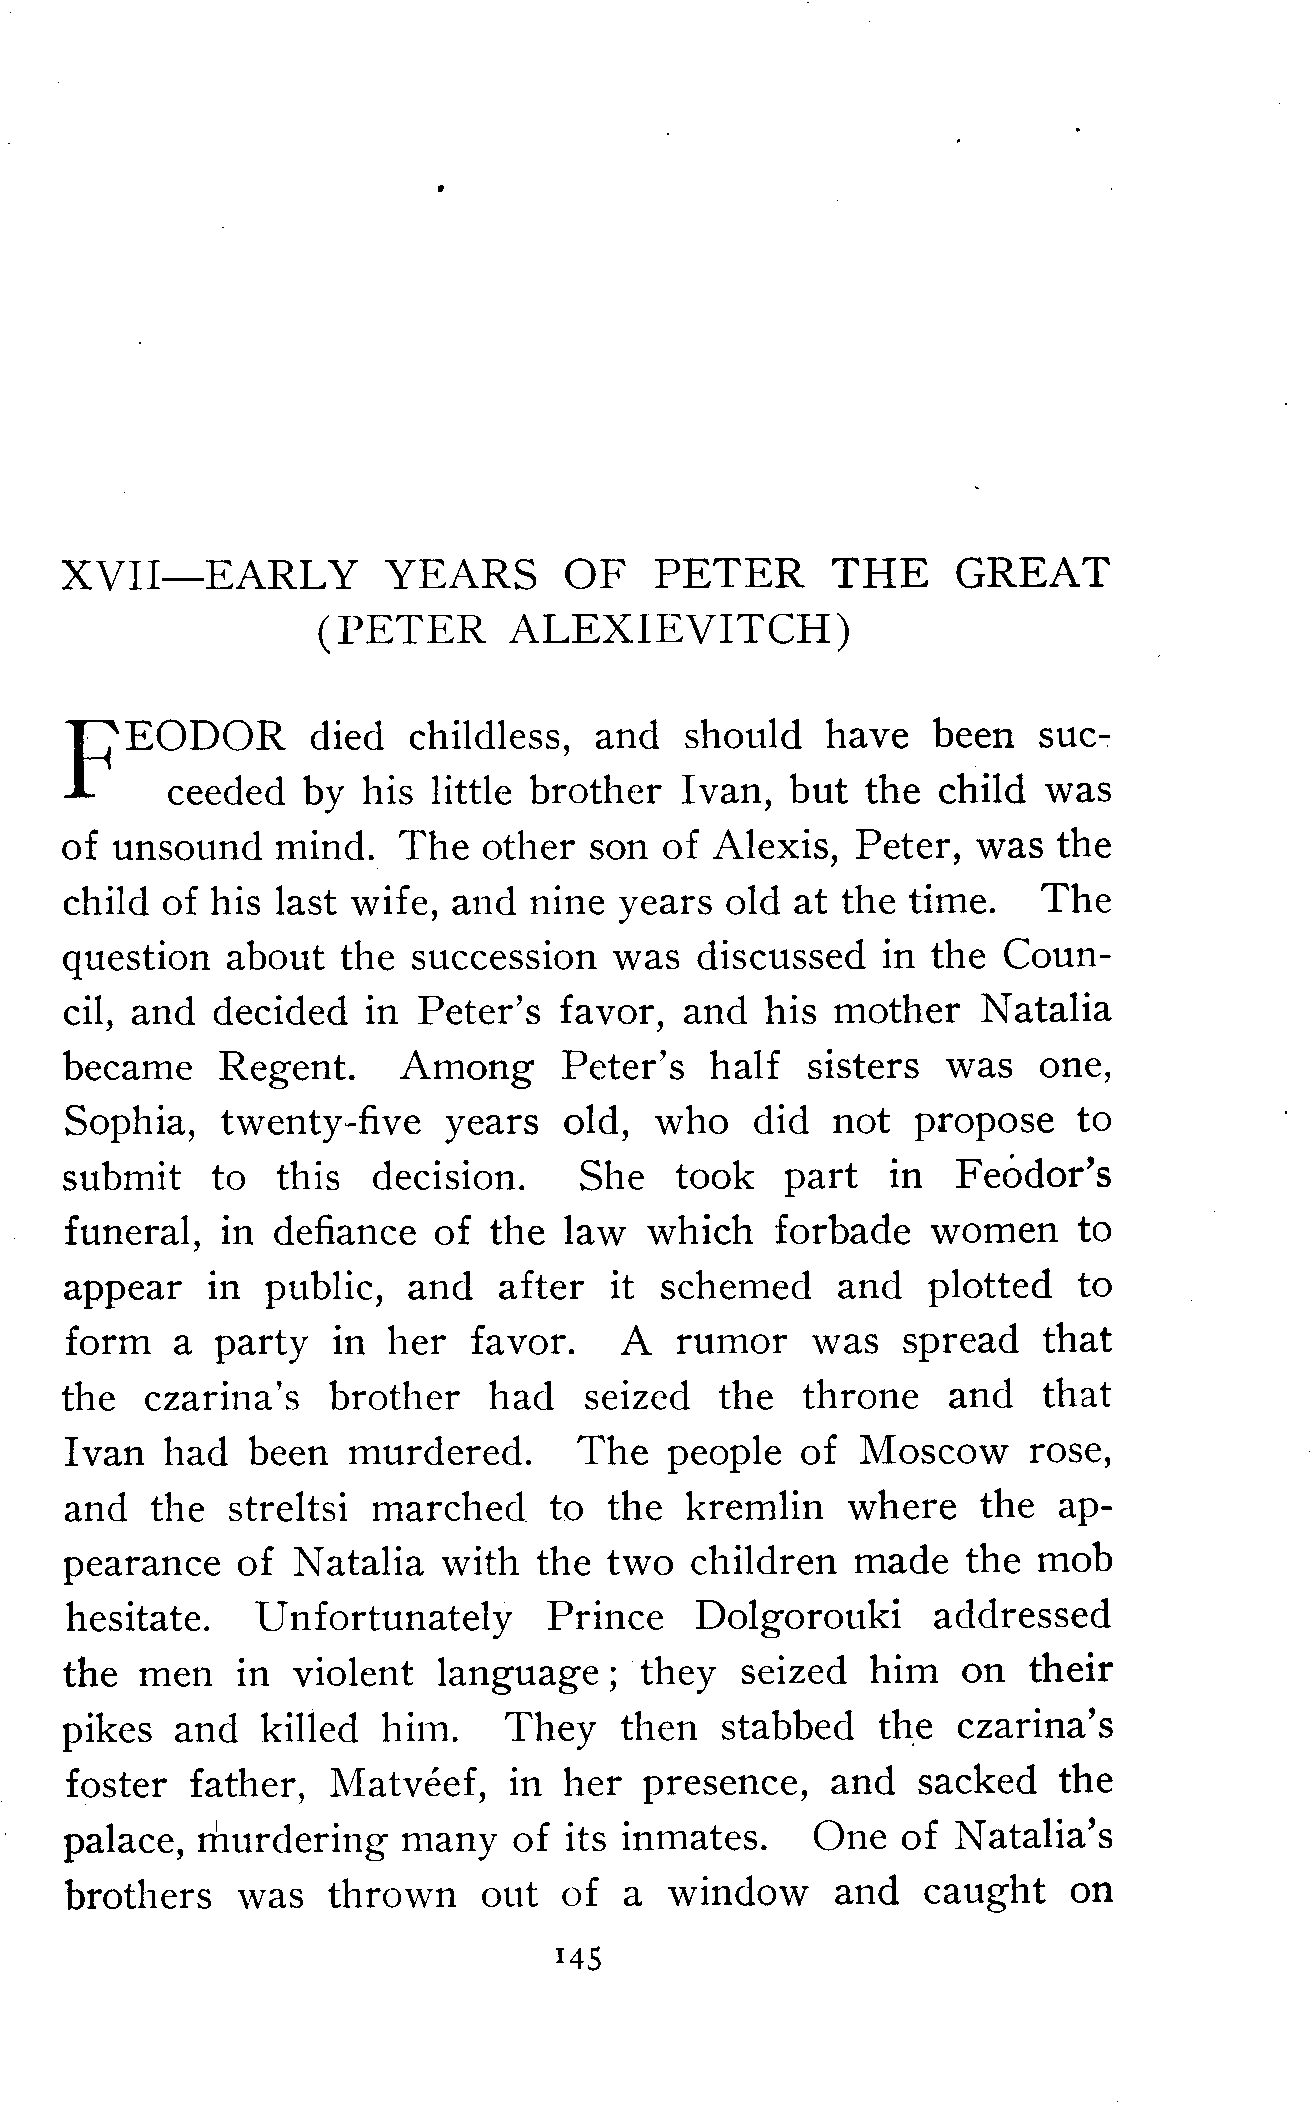 XVII—EARLY YEARS OF PETER THE GREAT
(PETER ALEXIEVITCH)
FEODOR died childless, and should have been suc-
ceeded by his little brother Ivan, but the child was
of unsound mind. The other son of Alexis, Peter, was the
child of his last wife, and nine years old at the time. The
question about the succession was discussed in the Coun-
cil, and decided in Peter's favor, and his mother Natalia
became Regent. Among Peter's half sisters was one,
Sophia, twenty-five years old, who did not propose to
submit to this decision. She took part in Feodor's
funeral, in defiance of the law which forbade women to
appear in public, and after it schemed and plotted to
form a party in her favor. A rumor was spread that
the czarina's brother had seized the throne and that
Ivan had been murdered. The people of Moscow rose,
and the streltsi marched to the kremlin where the ap-
pearance of Natalia with the two children made the mob
hesitate. Unfortunately Prince Dolgorouki addressed
the men in violent language; they seized him on their
pikes and killed him. They then stabbed the czarina's
foster father, Matvéef, in her presence, and sacked the
palace, murdering many of its inmates. One of Natalia's
brothers was thrown out of a window and caught on
145